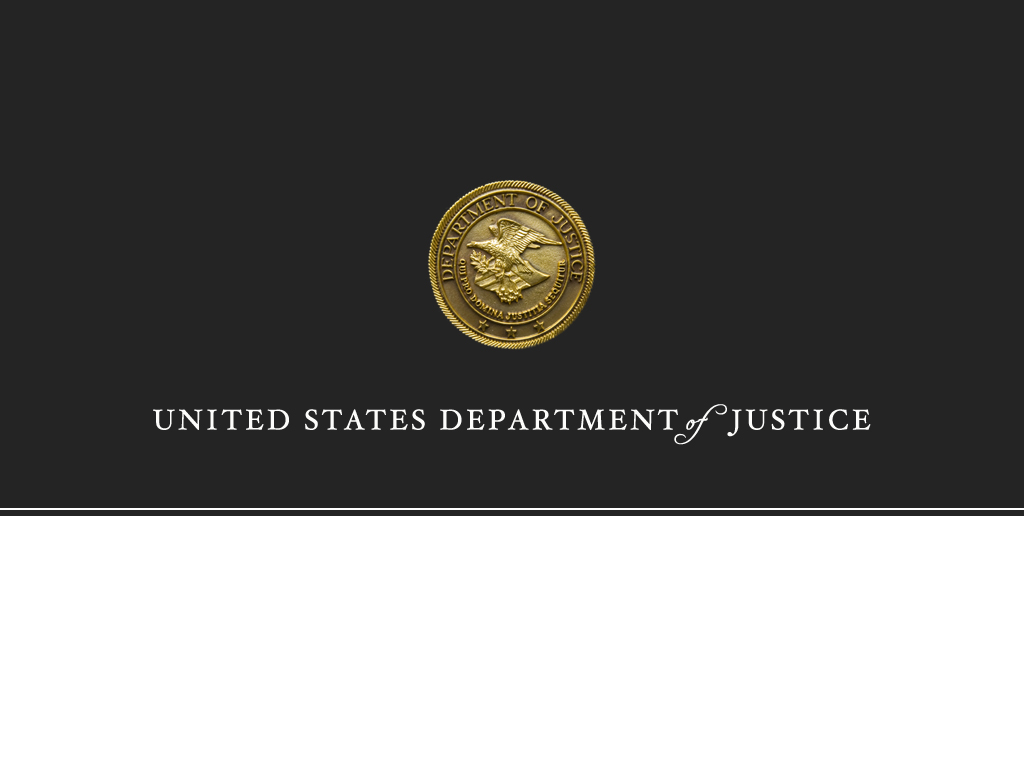 DEPARTMENT OF JUSTICE
QUI PRO DOMINA JUSTITIA SEQUITUR
UNITED STATES DEPARTMENT of JUSTICE